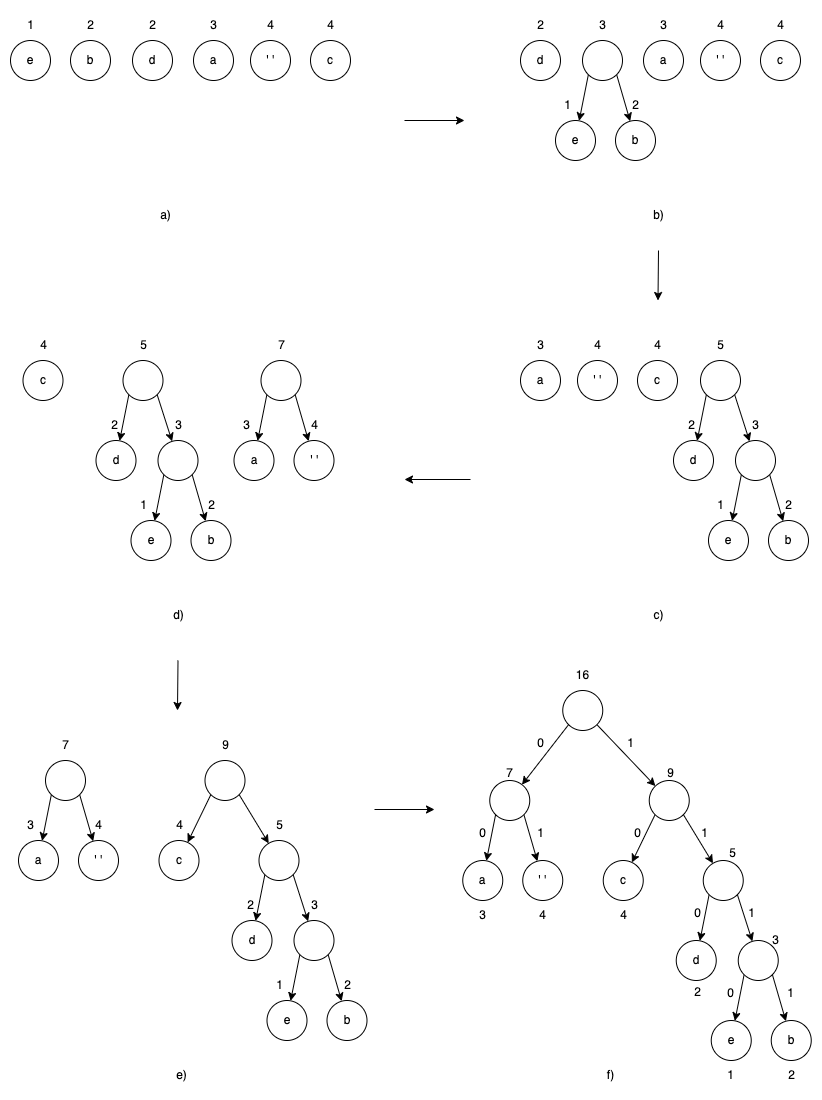 1 2 2 3 4 4
e b d a ' ' c
a)
2 3 3 4 4
d a ' ' c
1 2
e b
b)
3 4 4 5
a ' ' c
2 3
d
1 2
e b
c)
4 5 7
c
2 3 3 4
d a ' '
1 2
e b
d)
7 9
3 4 4 5
a ' ' c
2 3
d
1 2
e b
e)
16
0 1
7 9
0 1 0 1
5
a ' ' c
3 4 4
0 1
3
d
2
0 1
e b
1 2
f)